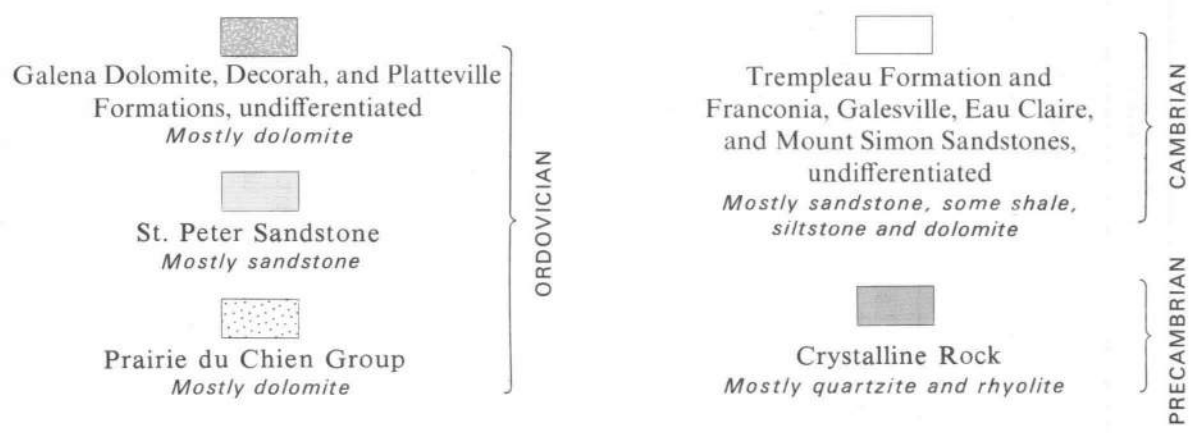 Galena Dolomite, Decorah, and Platteville
Formations, undifferentiated
Mostly dolomite
St. Peter Sandstone
Mostly sandstone
Prairie du Chien Group
Mostly dolomite
ORDOVICIAN
Trempleau Formation and
Franconia, Galesville, Eau Claire,
and Mount Simon Sandstones,
undifferentiated
Mostly sandstone, some shale,
siltstone and dolomite
CAMBRIAN
Crystalline Rock
Mostly quartzite and rhyolite
PRECAMBRIAN